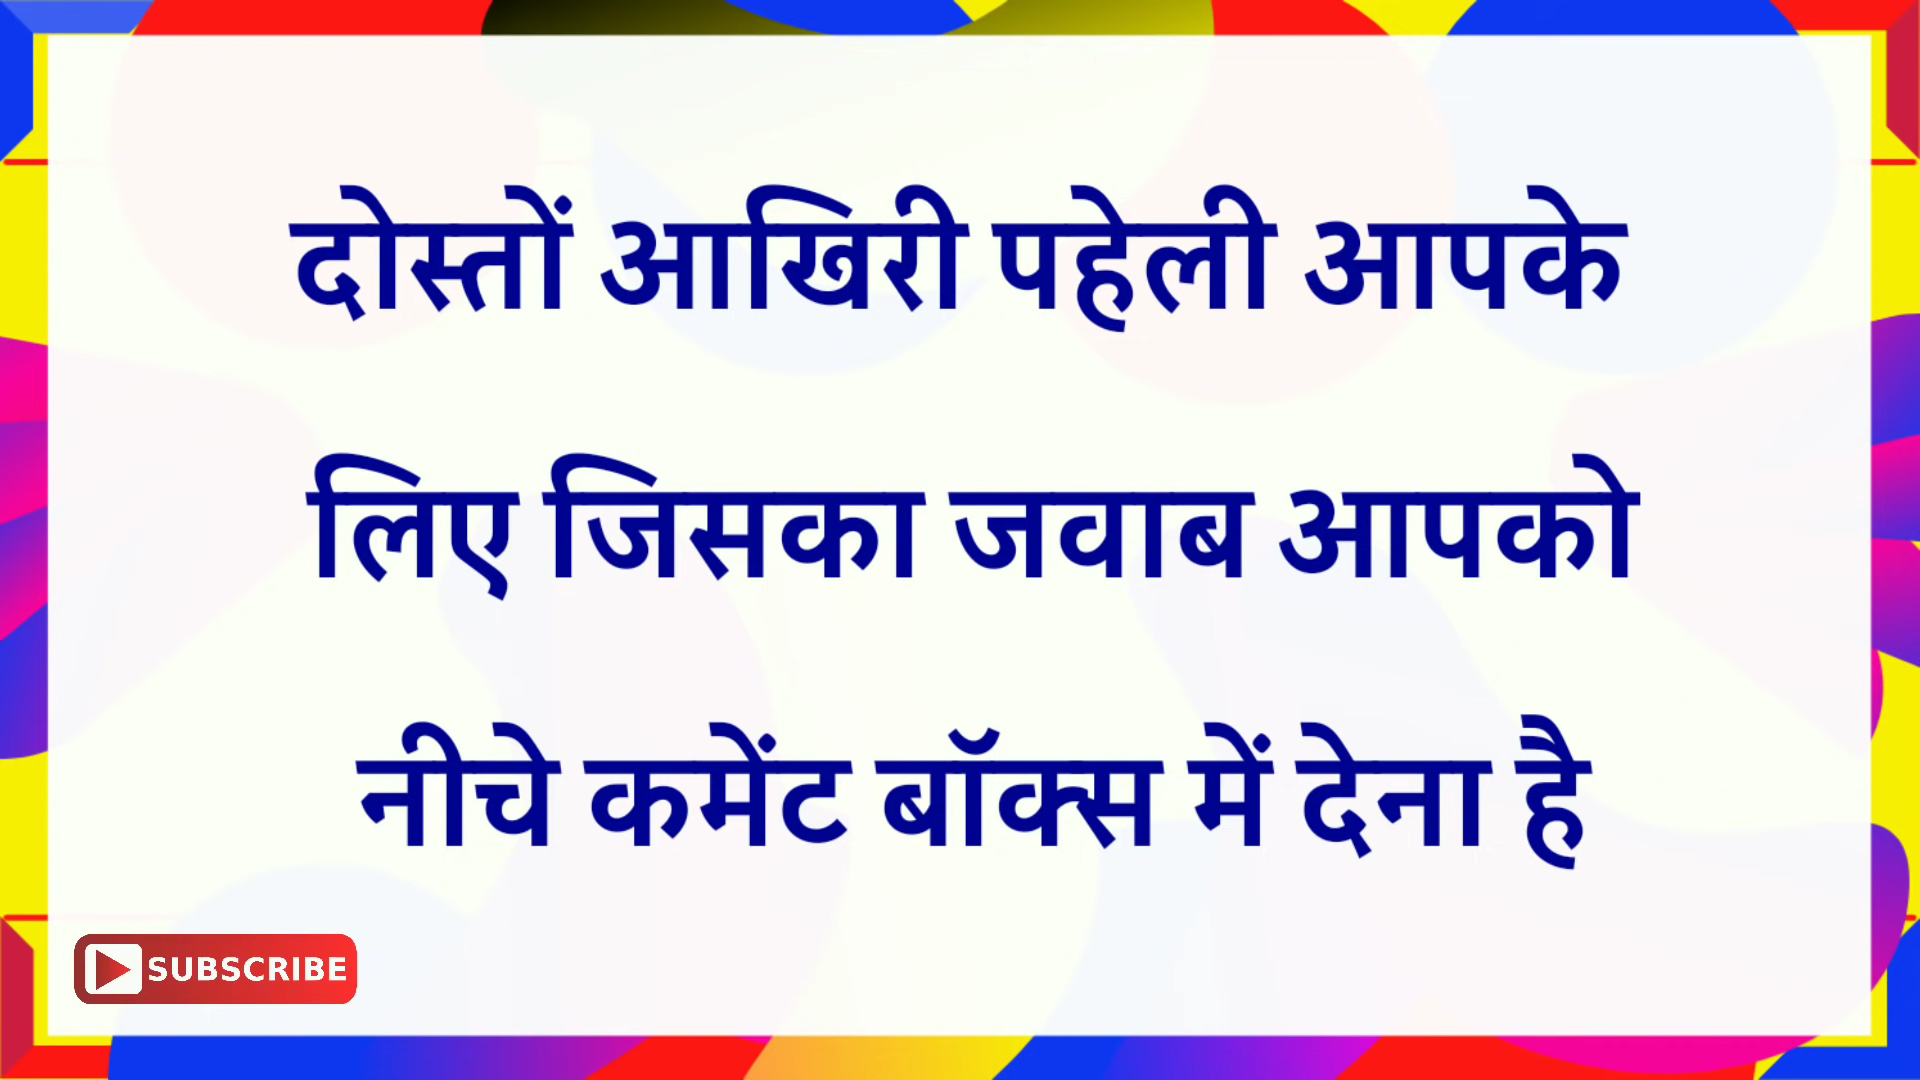 दोस्तों आखिरी पहेली आपके
लिए जिसका जवाब आपको
नीचे कमेंट बॉक्स में देना है
SUBSCRIBE